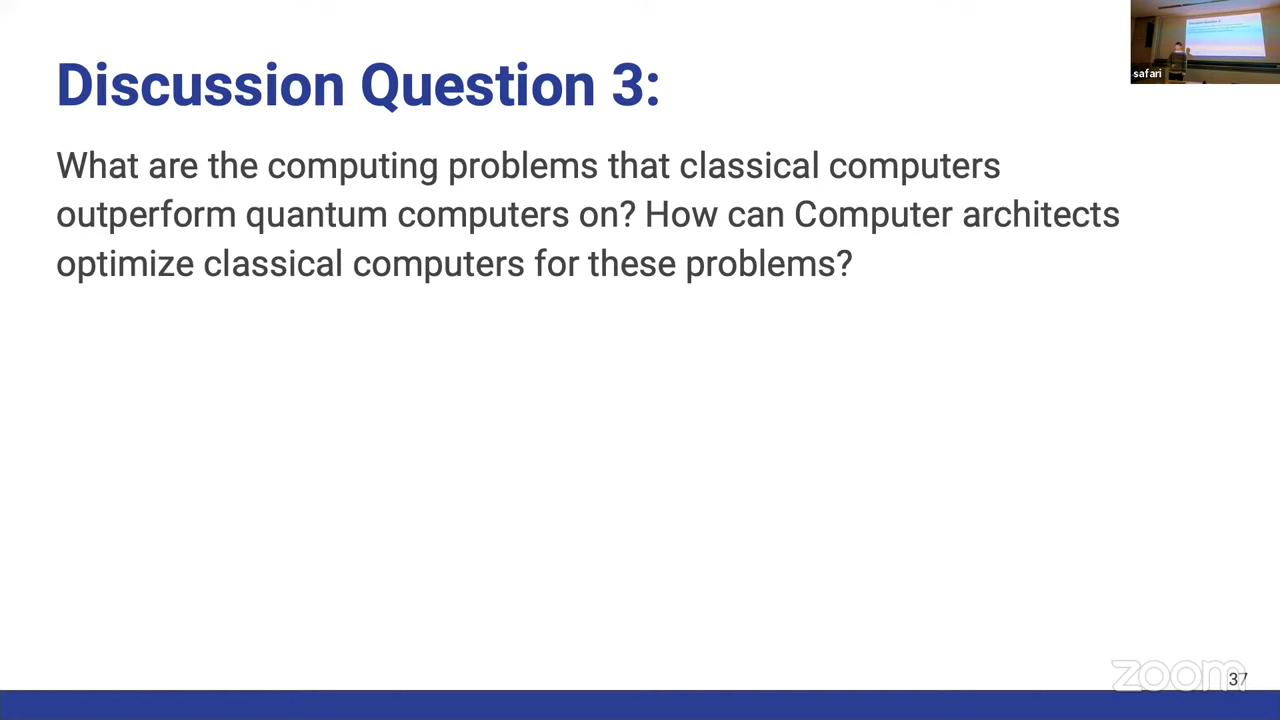 Discussion Question 3:
safari
What are the computing problems that classical computers
outperform quantum computers on? How can Computer architects
optimize classical computers for these problems?
zoom
37